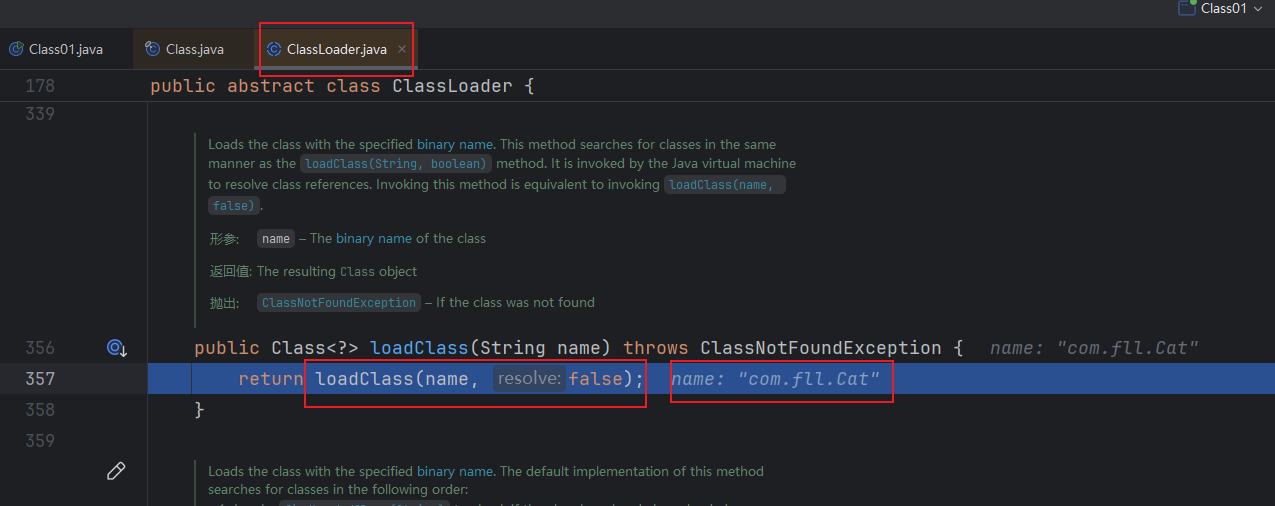 Class01
Class01.java
Class.java
ClassLoader.java
178 public abstract class ClassLoader {
339
Loads the class with the specified binary name. This method searches for classes in the same
manner as the loadClass(String, boolean) method. It is invoked by the Java virtual machine
to resolve class references. Invoking this method is equivalent to invoking loadClass(name,
false).
形参: name – The binary name of the class
返回值: The resulting Class object
抛出: ClassNotFoundException – If the class was not found
356 public Class<?> loadClass(String name) throws ClassNotFoundException { name: "com.fll.Cat"
357 return loadClass(name, resolve: false); name: "com.fll.Cat"
358 }
359
Loads the class with the specified binary name. The default implementation of this method
searches for classes in the following order: